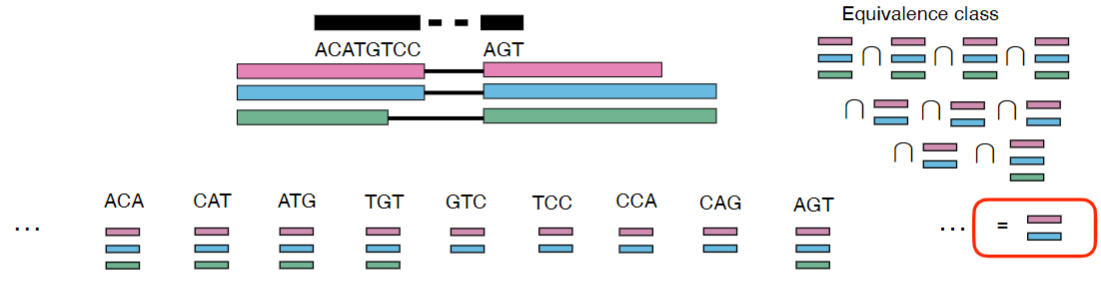 Equivalence class
ACATGTCC AGT
∩ ∩ ∩
∩ ∩ ∩
∩ ∩
ACA CAT ATG TGT GTC TCC CCA CAG AGT
... ... =